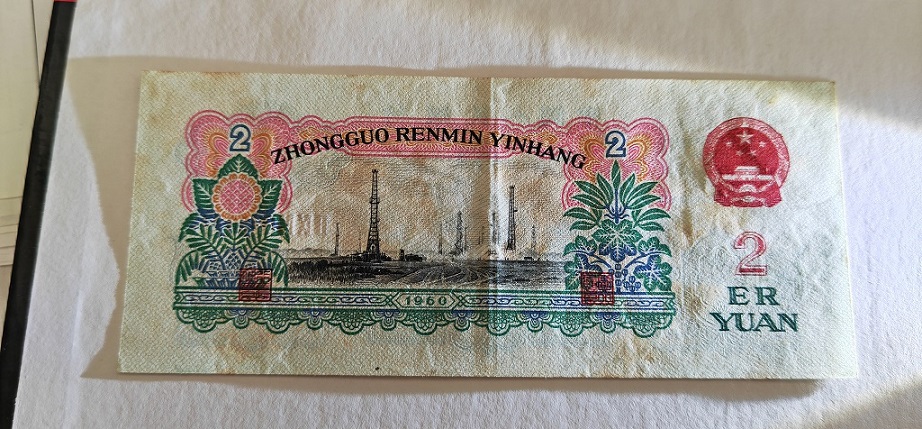 2
ZHONGGUO RENMIN YINHANG
2
1960
2
ER
YUAN